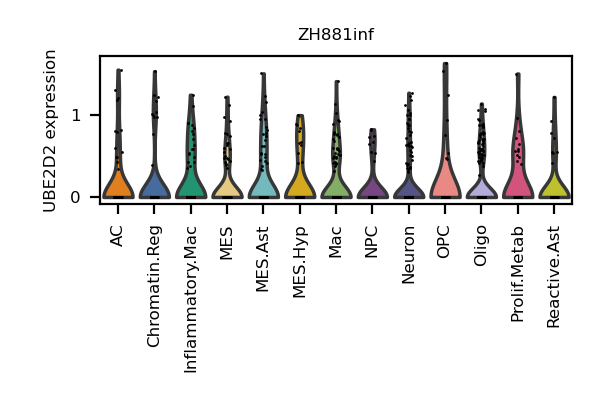 ZH881inf
UBE2D2 expression
1
0
AC
Chromatin.Reg
Inflammatory.Mac
MES
MES.Ast
MES.Hyp
Mac
NPC
Neuron
OPC
Oligo
Prolif.Metab
Reactive.Ast